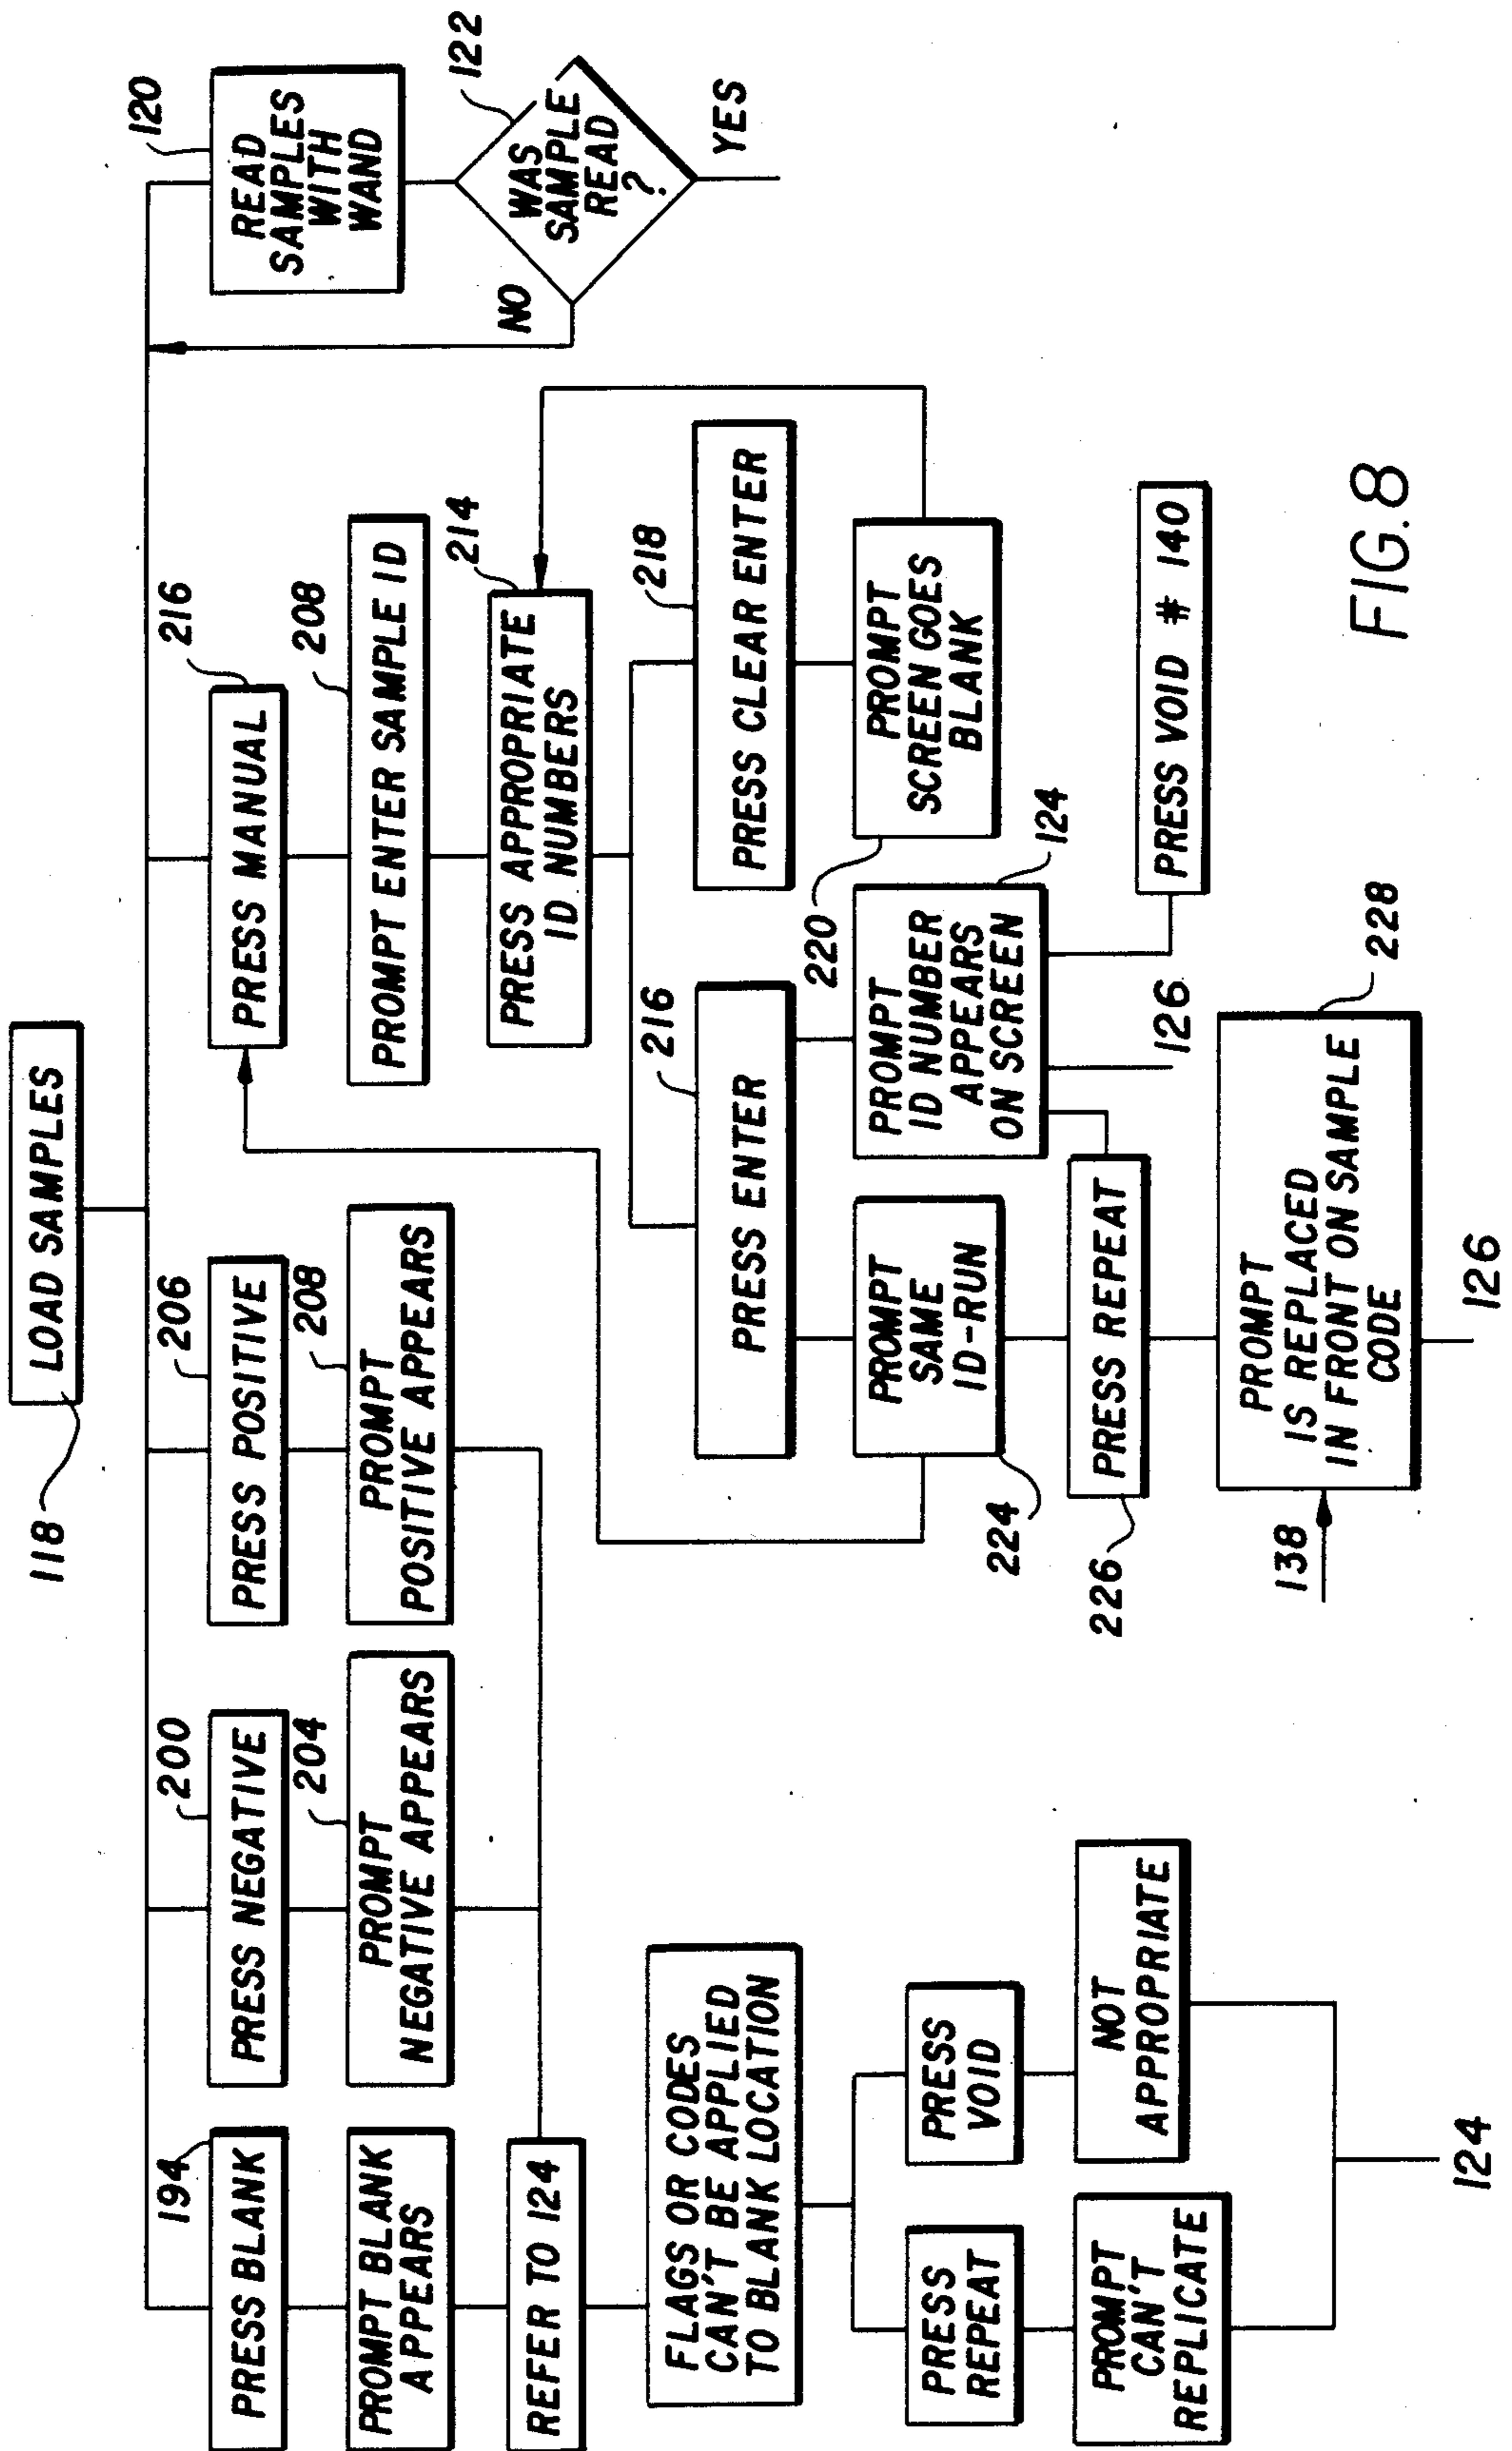 118
LOAD SAMPLES
194
PRESS BLANK
PROMPT BLANK
APPEARS
REFER TO 124
200
PRESS NEGATIVE
204
PROMPT
NEGATIVE APPEARS
206
PRESS POSITIVE
208
PROMPT
POSITIVE APPEARS
FLAGS OR CODES
CAN'T BE APPLIED
TO BLANK LOCATION
PRESS
REPEAT
PROMPT
CAN'T
REPLICATE
PRESS
VOID
NOT
APPROPRIATE
124
216
PRESS MANUAL
208
PROMPT ENTER SAMPLE ID
214
PRESS APPROPRIATE
ID NUMBERS
216
PRESS ENTER
218
PRESS CLEAR ENTER
224
PROMPT
SAME
ID-RUN
PROMPT
ID NUMBER
APPEARS
ON SCREEN
124
220
PROMPT
SCREEN GOES
BLANK
226
PRESS REPEAT
126
PRESS VOID # 140
138
PROMPT
IS REPLACED
IN FRONT ON SAMPLE
CODE
228
126
120
READ
SAMPLES
WITH
WAND
122
WAS
SAMPLE
READ
?
NO
YES
FIG.8